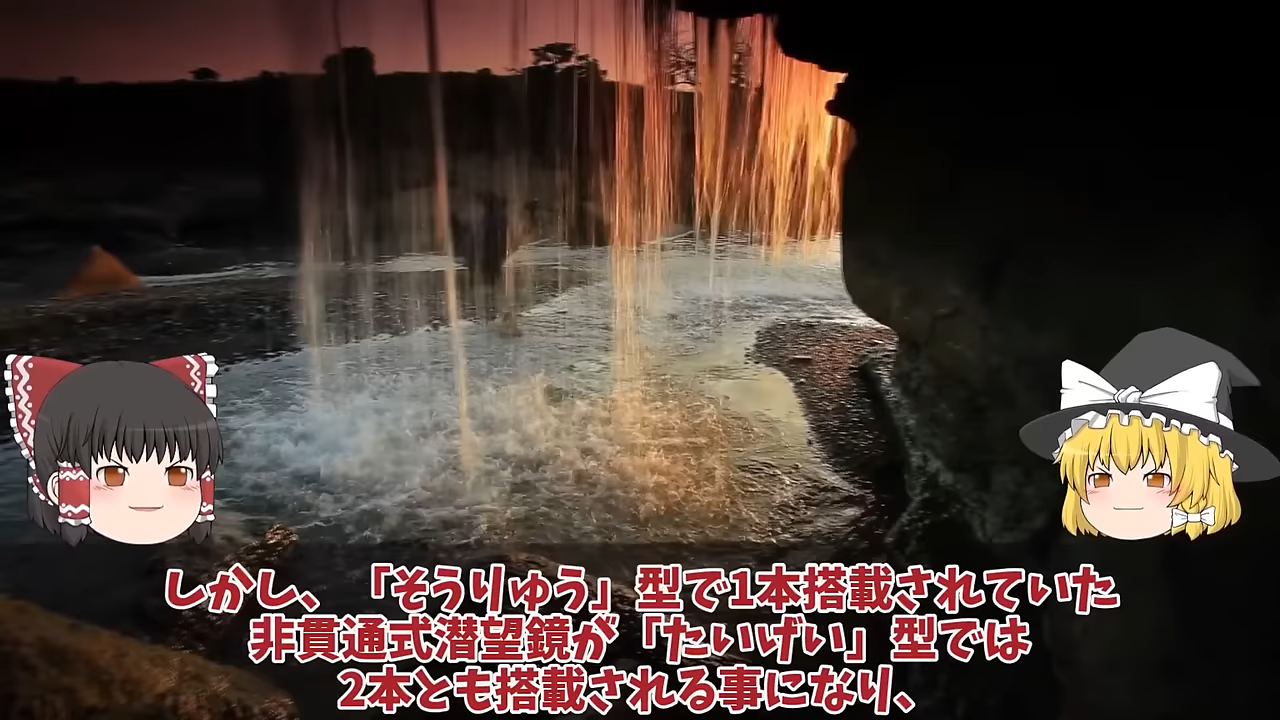 しかし、「そうりゅう」型で1本搭載されていた
非貫通式潜望鏡が「たいげい」型では
2本とも搭載される事になり、